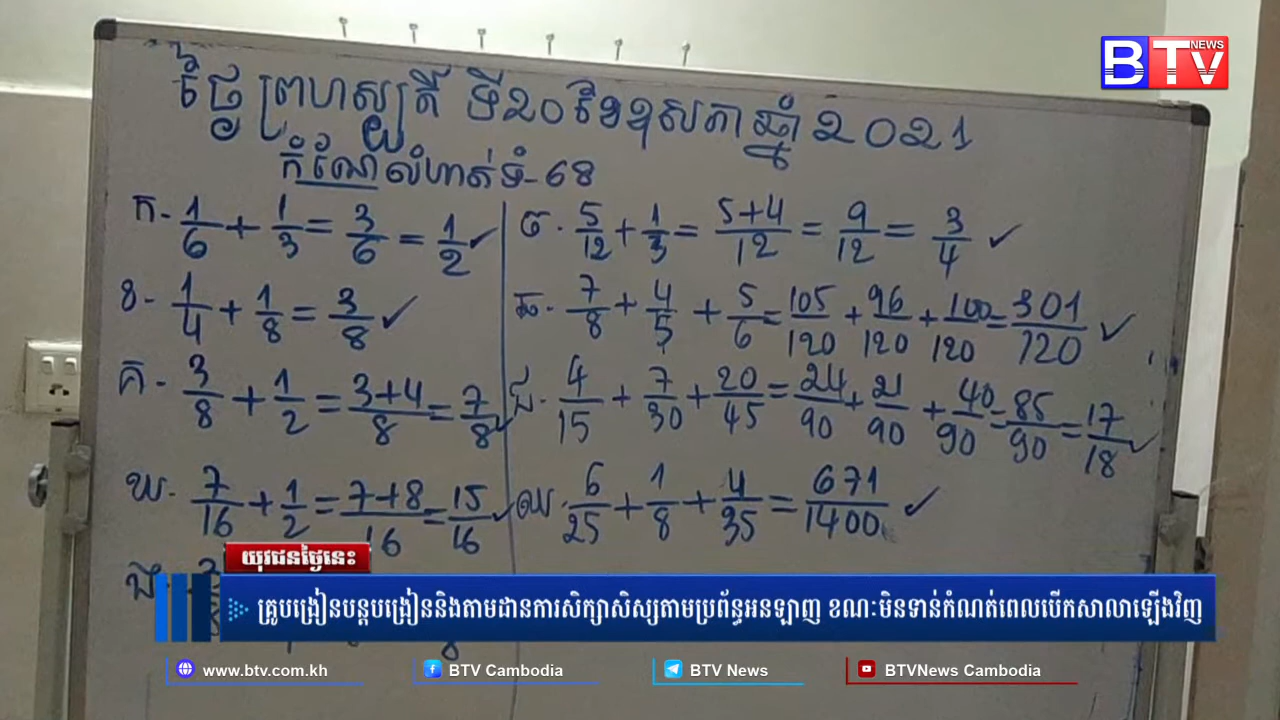 BTV NEWS
ថ្ងៃ ព្រហស្បតិ៍ ទី២០ខែឧសភាឆ្នាំ ២០២1
កំណែលំហាត់ទំ-68
ក- 1/6 + 1/3 = 3/6 = 1/2 ✓
ខ- 1/4 + 1/8 = 3/8 ✓
គ- 3/8 + 1/2 = 3+4/8 = 7/8 ✓
ឃ- 7/16 + 1/2 = 7+8/16 = 15/16 ✓
ង-
ច- 5/12 + 1/3 = 5+4/12 = 9/12 = 3/4 ✓
ឆ- 7/8 + 4/5 + 5/6 = 105/120 + 96/120 + 100/120 = 301/120 ✓
ជ- 4/15 + 7/30 + 20/45 = 24/90 + 21/90 + 40/90 = 85/90 = 17/18 ✓
ឈ- 6/25 + 1/8 + 4/35 = 671/1400 ✓
យុវជនថ្ងៃនេះ
គ្រូបង្រៀនបន្តបង្រៀននិងតាមដានការសិក្សាសិស្សតាមប្រព័ន្ធអនឡាញ ខណៈមិនទាន់កំណត់ពេលបើកសាលាឡើងវិញ
www.btv.com.kh BTV Cambodia BTV News BTVNews Cambodia